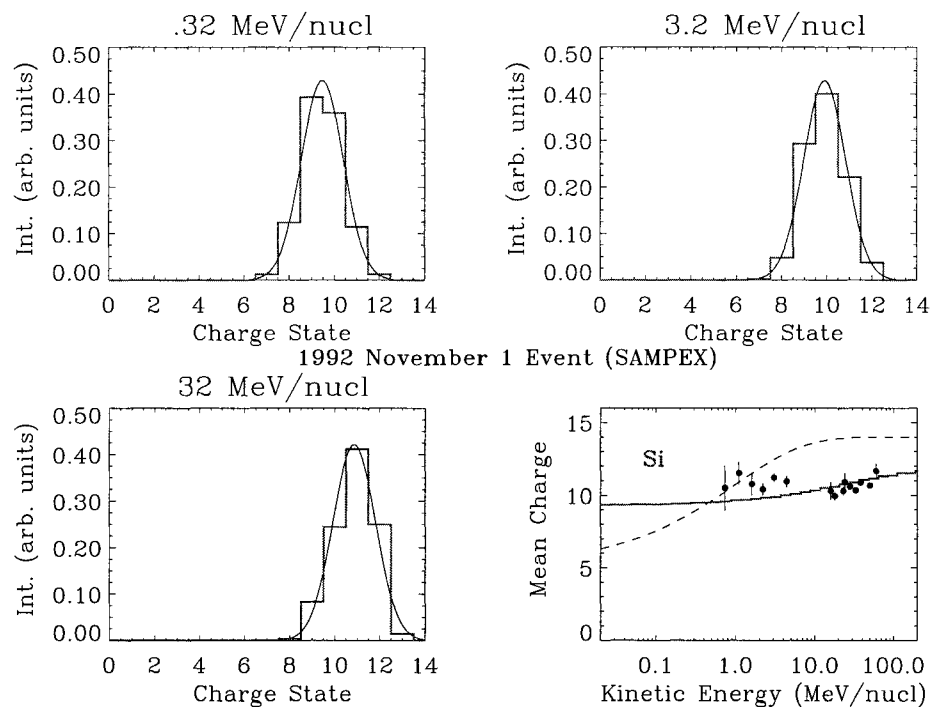 .32 MeV/nucl
0.50
0.40
0.30
0.20
0.10
0.00
Int. (arb. units)
0 2 4 6 8 10 12 14
Charge State
3.2 MeV/nucl
0.50
0.40
0.30
0.20
0.10
0.00
Int. (arb. units)
0 2 4 6 8 10 12 14
Charge State
1992 November 1 Event (SAMPEX)
32 MeV/nucl
0.50
0.40
0.30
0.20
0.10
0.00
Int. (arb. units)
0 2 4 6 8 10 12 14
Charge State
15
10
5
0
Mean Charge
Si
0.1 1.0 10.0 100.0
Kinetic Energy (MeV/nucl)